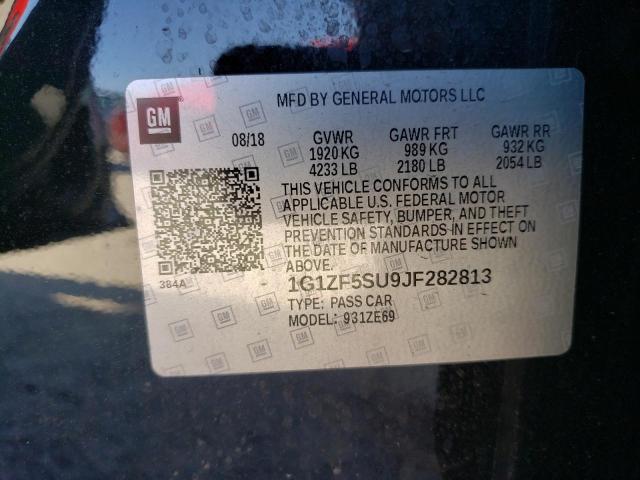 GM
MFD BY GENERAL MOTORS LLC
08/18 GVWR GAWR FRT GAWR RR
1920 KG 989 KG 932 KG
4233 LB 2180 LB 2054 LB
THIS VEHICLE CONFORMS TO ALL
APPLICABLE U.S. FEDERAL MOTOR
VEHICLE SAFETY, BUMPER, AND THEFT
PREVENTION STANDARDS IN EFFECT ON
THE DATE OF MANUFACTURE SHOWN
ABOVE.
384A
1G1ZF5SU9JF282813
TYPE: PASS CAR
MODEL: 931ZE69